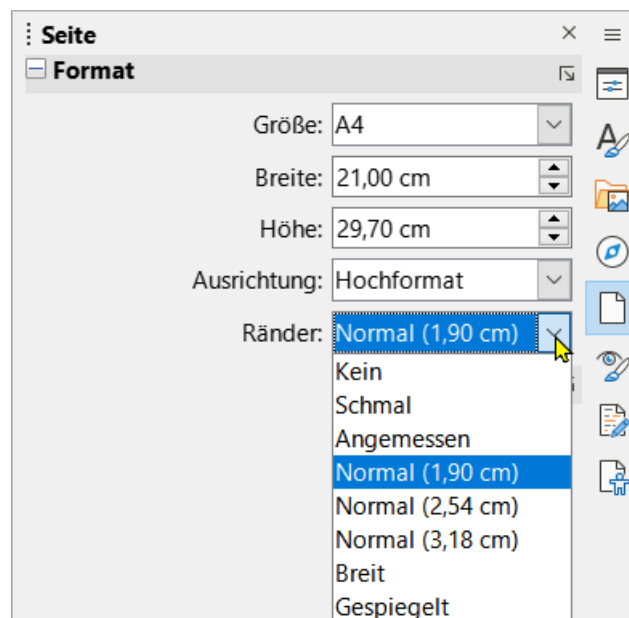 Seite
Format
Größe: A4
Breite: 21,00 cm
Höhe: 29,70 cm
Ausrichtung: Hochformat
Ränder: Normal (1,90 cm)
Kein
Schmal
Angemessen
Normal (1,90 cm)
Normal (2,54 cm)
Normal (3,18 cm)
Breit
Gespiegelt